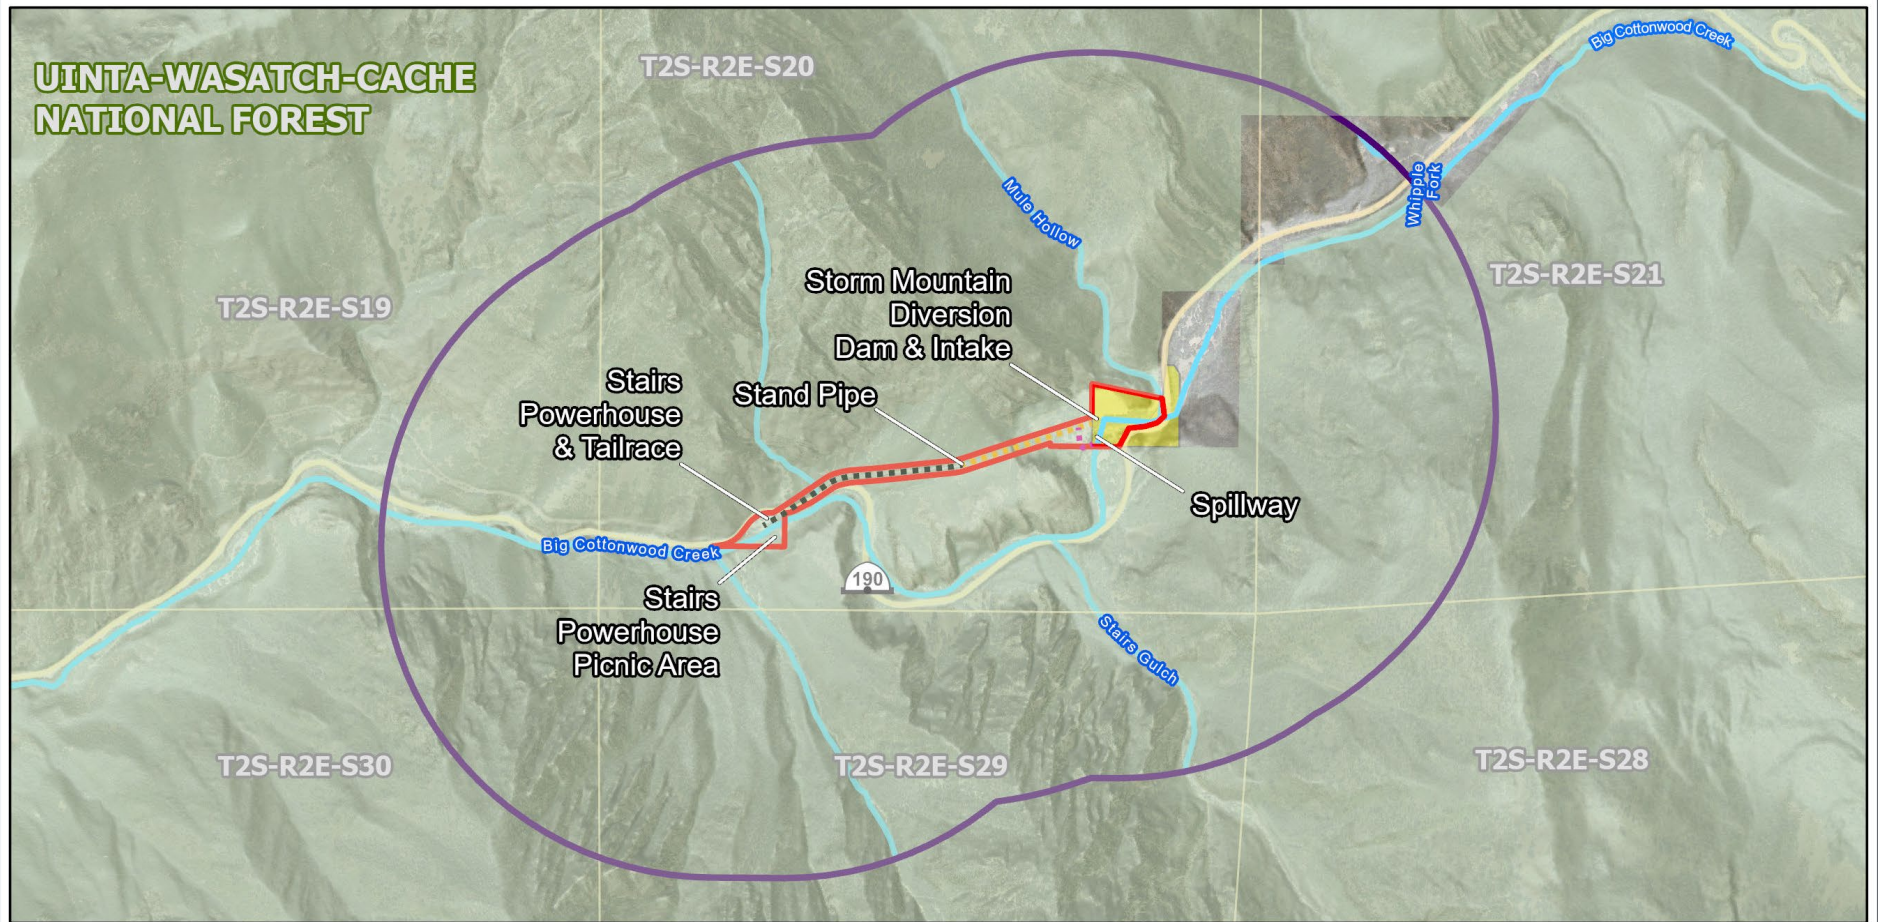 UINTA-WASATCH-CACHE
NATIONAL FOREST
T2S-R2E-S20
Big Cottonwood Creek
Mule Hollow
Whipple
Fork
T2S-R2E-S19
T2S-R2E-S21
Storm Mountain
Diversion
Dam & Intake
Stairs
Powerhouse
& Tailrace
Stand Pipe
Spillway
Big Cottonwood Creek
190
Stairs
Powerhouse
Picnic Area
Stairs Gulch
T2S-R2E-S30
T2S-R2E-S29
T2S-R2E-S28